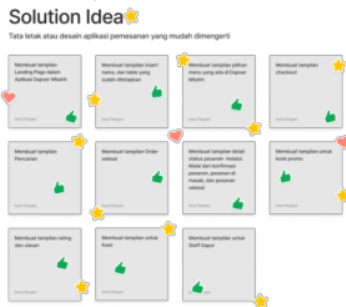 Solution Idea
Tata letak atau desain aplikasi pemesanan yang mudah dimengerti
Membuat tampilan
Landing Page dalam
Aplikasi Dapoer Mbahti
Membuat tampilan insert
nama, dan table yang
sudah ditetapkan
Membuat tampilan pilihan
menu yang ada di Dapoer
Mbahti
Membuat tampilan
checkout
Membuat tampilan
Pencarian
Membuat tampilan Order
selesai
Membuat tampilan detail
status pesanan melalui.
Mulai dari konfirmasi
pesanan, pesanan di
masak, dan pesanan
selesai
Membuat tampilan untuk
kode promo
Membuat tampilan rating
dan ulasan
Membuat tampilan untuk
Kasir
Membuat tampilan untuk
Staff Dapur